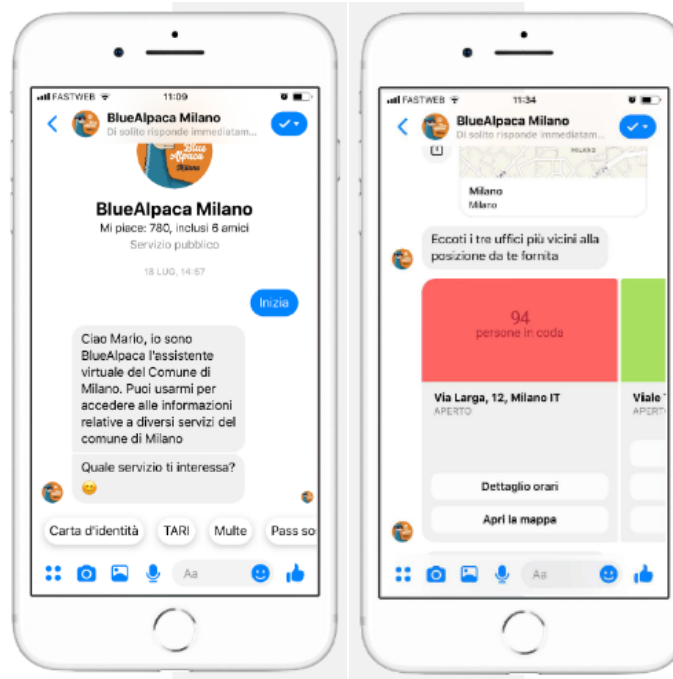 FASTWEB 11:09
BlueAlpaca Milano
Di solito risponde immediatam...
Blue
Alpaca
Milano
BlueAlpaca Milano
Mi piace: 780, inclusi 6 amici
Servizio pubblico
18 LUG, 14:57
Inizia
Ciao Mario, io sono
BlueAlpaca l'assistente
virtuale del Comune di
Milano. Puoi usarmi per
accedere alle informazioni
relative a diversi servizi del
comune di Milano
Quale servizio ti interessa?
😊
Carta d'identità TARI Multe Pass so
Aa
FASTWEB 11:34
BlueAlpaca Milano
Di solito risponde immediatam...
MILANO
Milano
Milano
Eccoti i tre uffici più vicini alla
posizione da te fornita
94
persone in coda
Via Larga, 12, Milano IT
APERTO
Viale
APERT
Dettaglio orari
Apri la mappa
Aa